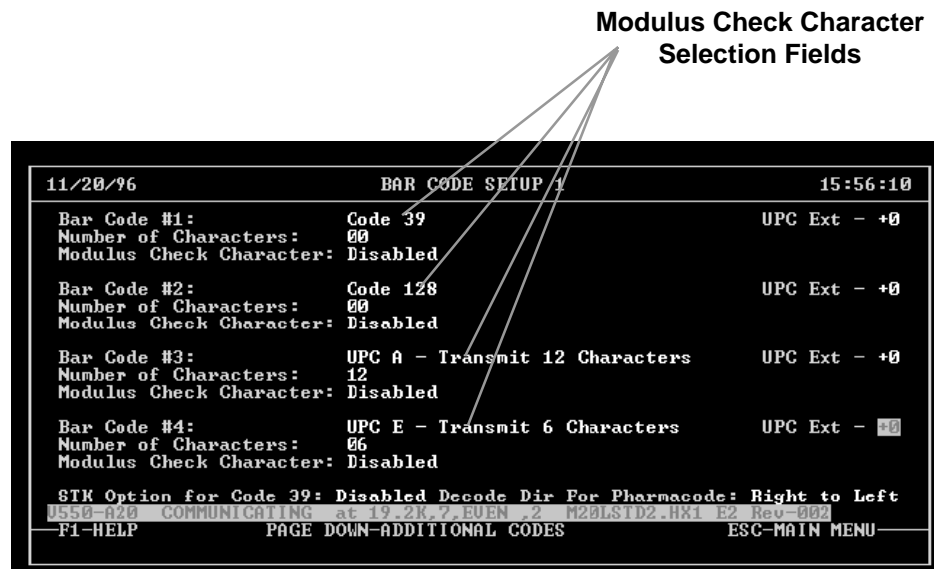 Modulus Check Character
Selection Fields
11/20/96 BAR CODE SETUP 1 15:56:10
Bar Code #1: Code 39 UPC Ext - +0
Number of Characters: 00
Modulus Check Character: Disabled
Bar Code #2: Code 128 UPC Ext - +0
Number of Characters: 00
Modulus Check Character: Disabled
Bar Code #3: UPC A - Transmit 12 Characters UPC Ext - +0
Number of Characters: 12
Modulus Check Character: Disabled
Bar Code #4: UPC E - Transmit 6 Characters UPC Ext - +0
Number of Characters: 06
Modulus Check Character: Disabled
STK Option for Code 39: Disabled Decode Dir For Pharmacode: Right to Left
V550-A20 COMMUNICATING at 19.2K,7,EVEN ,2 M20LSTD2.HX1 E2 Rev-002
F1-HELP PAGE DOWN-ADDITIONAL CODES ESC-MAIN MENU